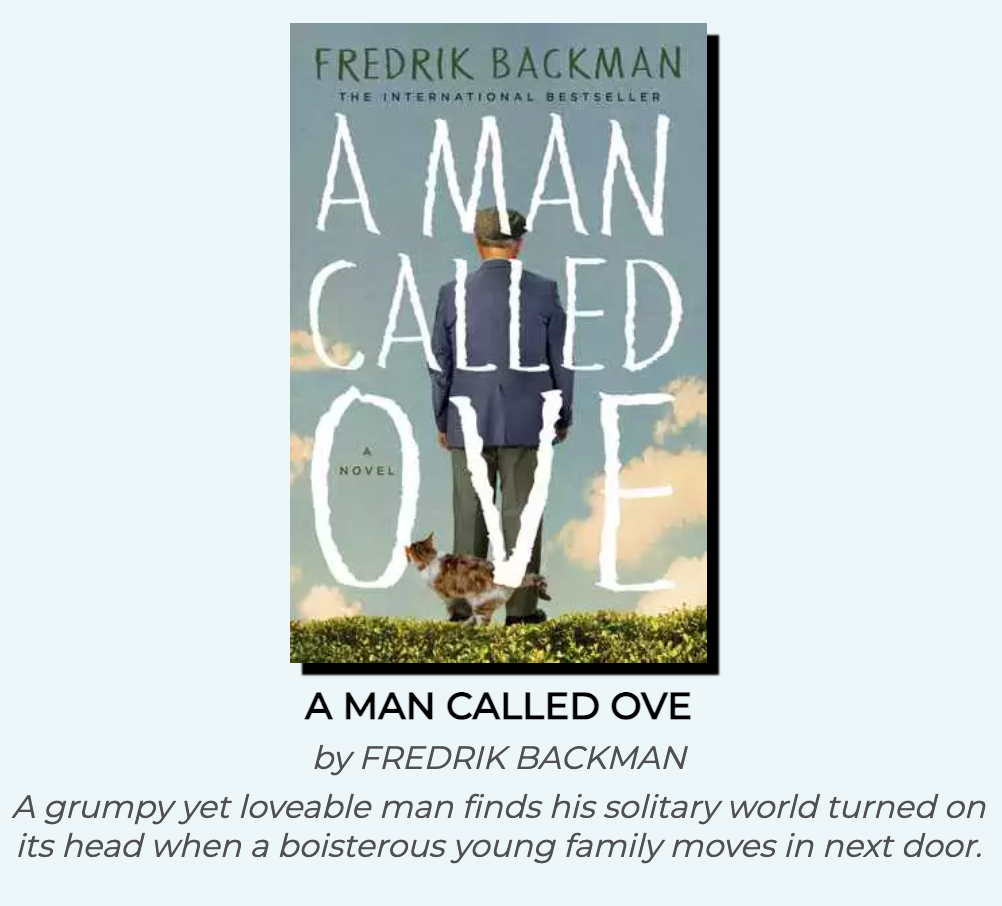 FREDRIK BACKMAN
THE INTERNATIONAL BESTSELLER
A MAN
CALLED
OVE
A
NOVEL
A MAN CALLED OVE
by FREDRIK BACKMAN
A grumpy yet loveable man finds his solitary world turned on
its head when a boisterous young family moves in next door.